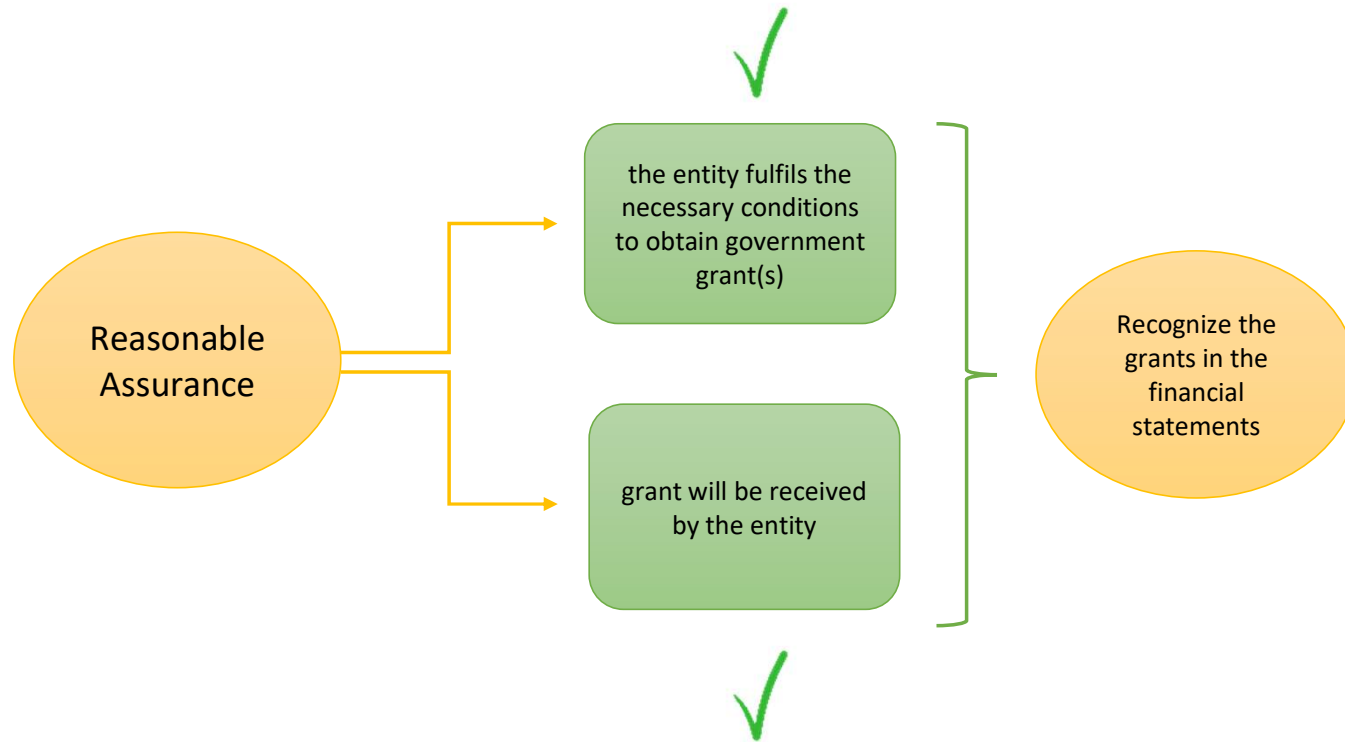 Reasonable
Assurance
the entity fulfils the
necessary conditions
to obtain government
grant(s)
grant will be received
by the entity
Recognize the
grants in the
financial
statements